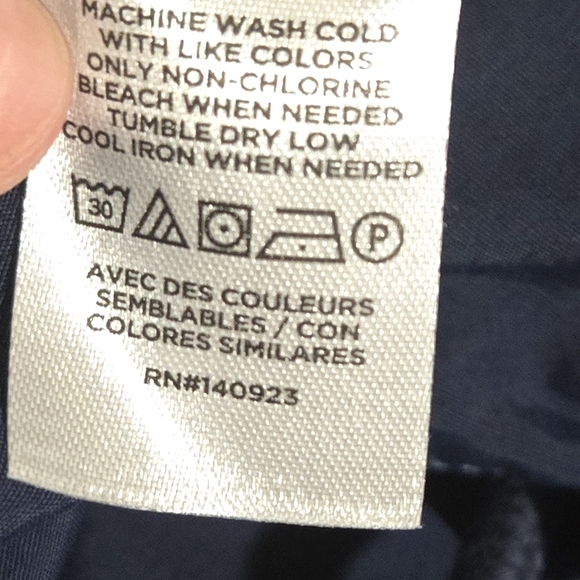 MACHINE WASH COLD
WITH LIKE COLORS
ONLY NON-CHLORINE
BLEACH WHEN NEEDED
TUMBLE DRY LOW
COOL IRON WHEN NEEDED
30 P
AVEC DES COULEURS
SEMBLABLES / CON
COLORES SIMILARES
RN#140923